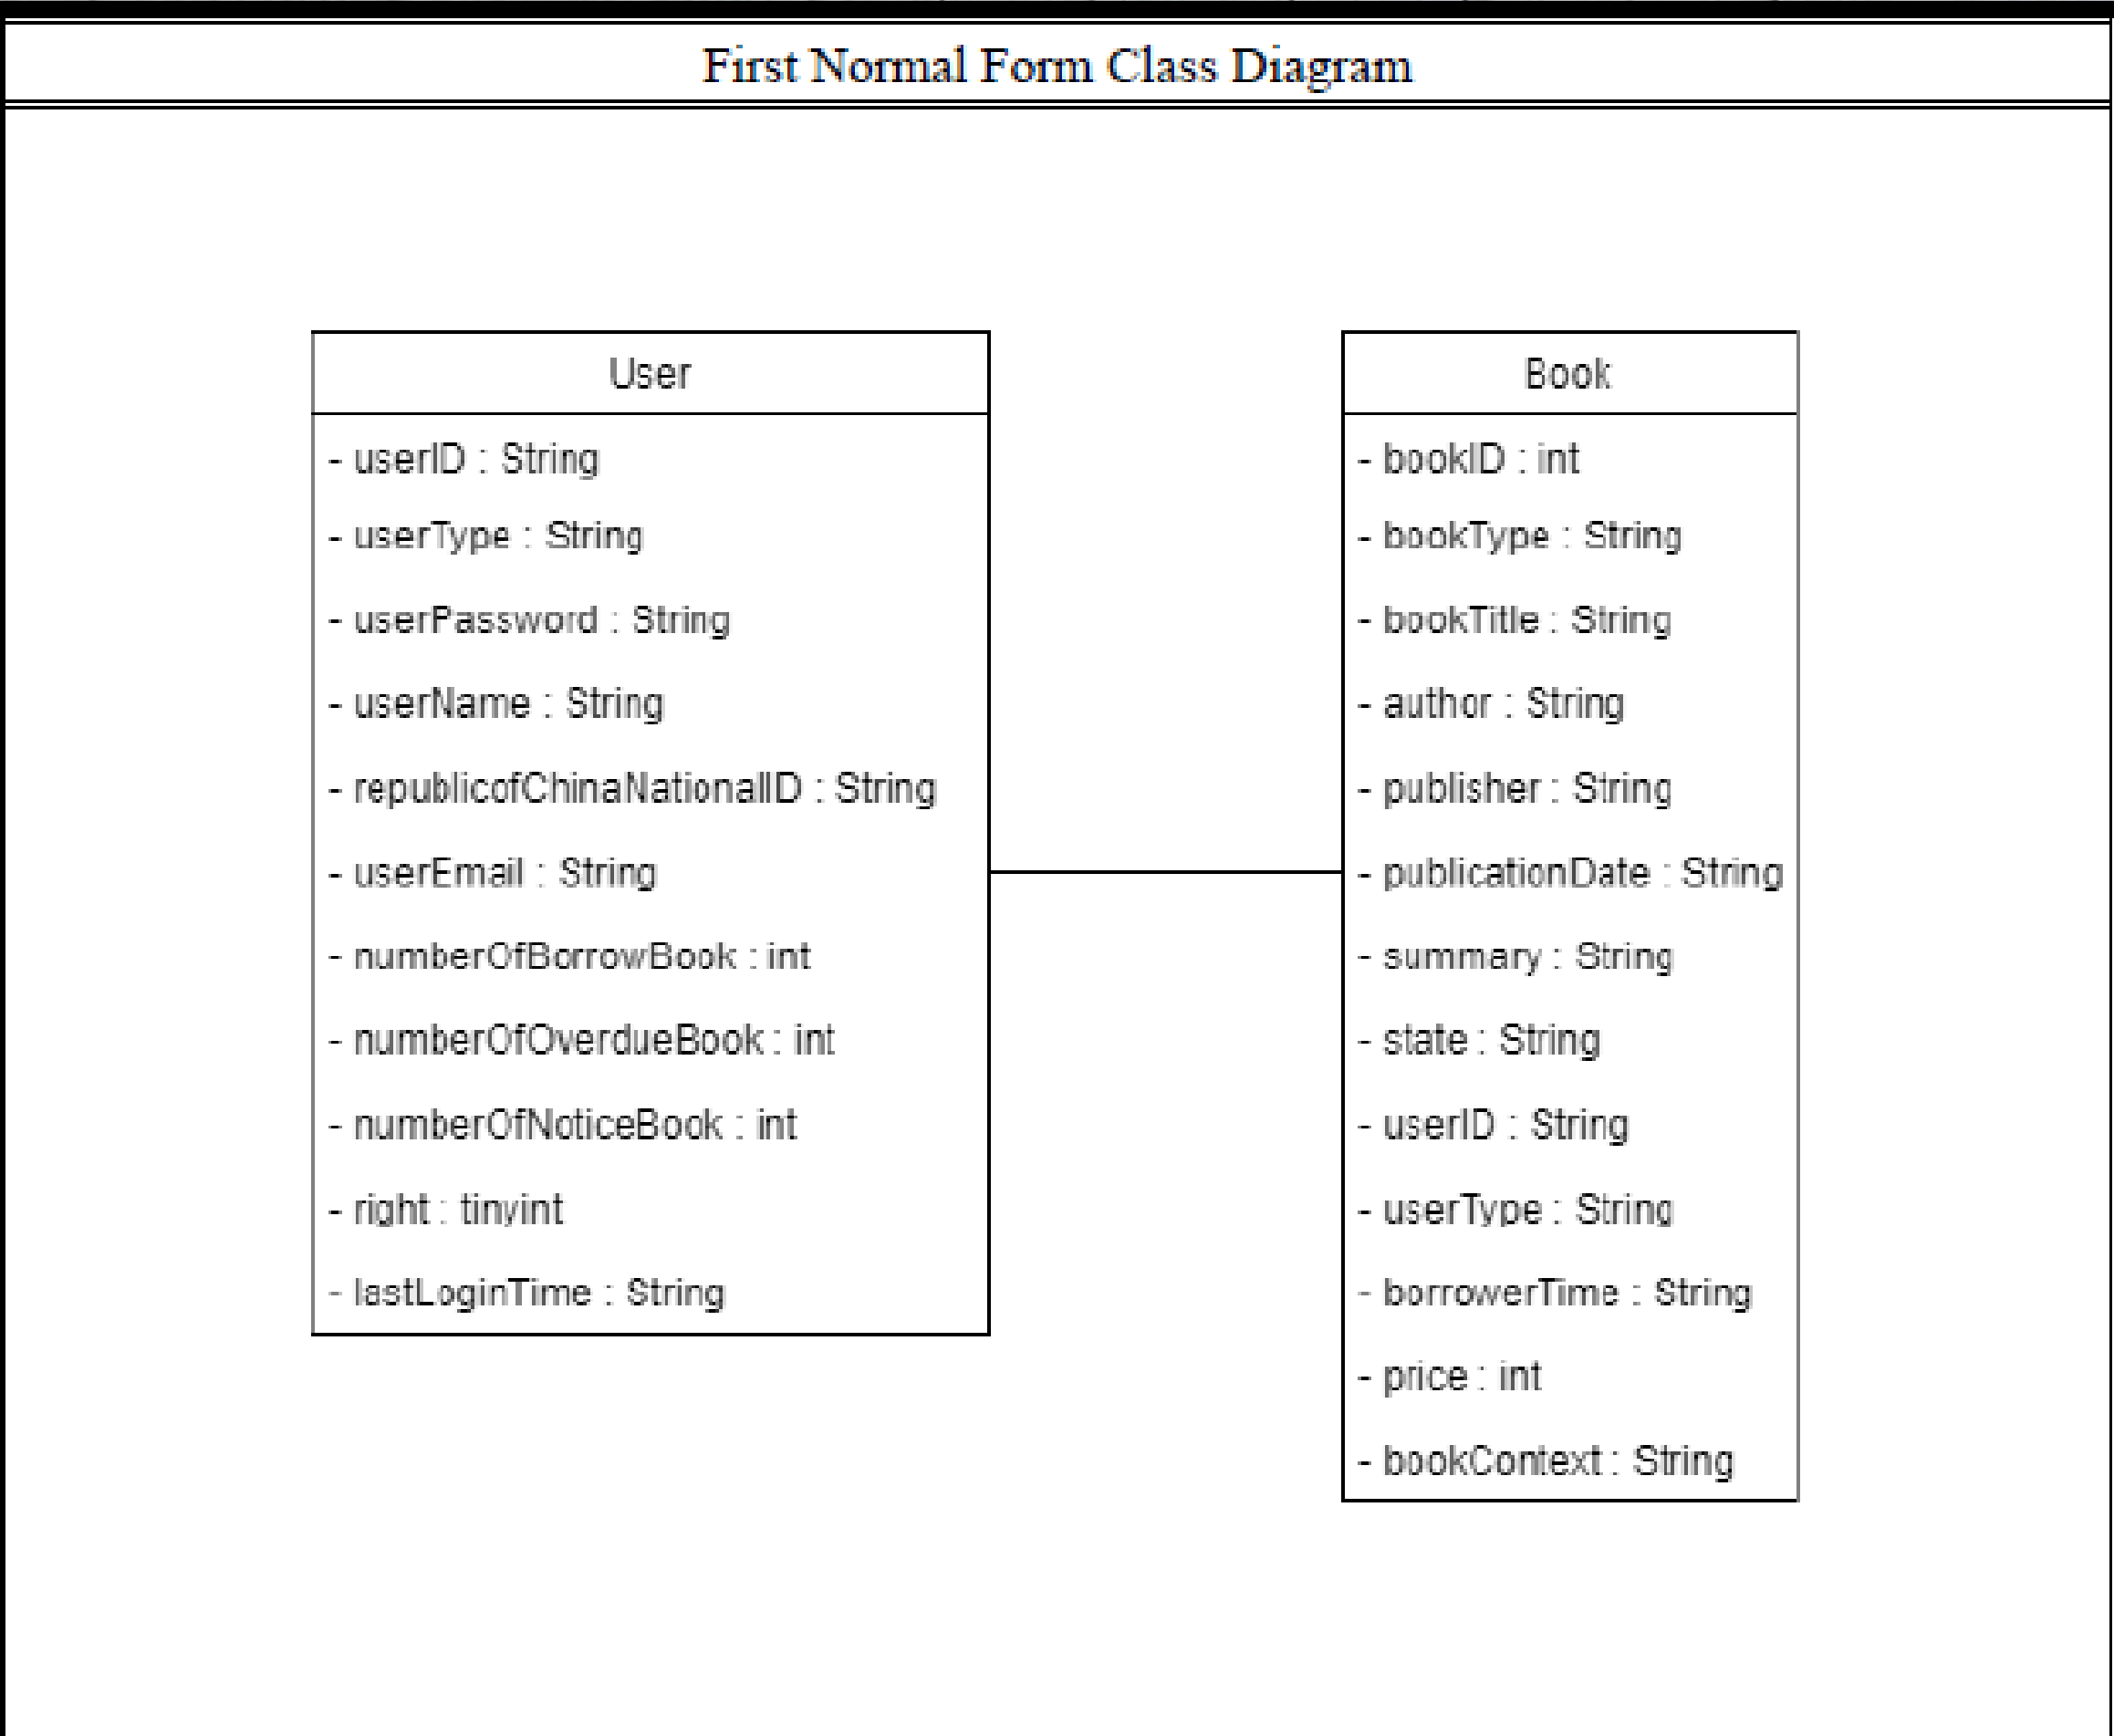 First Normal Form Class Diagram
User
- userID : String
- userType : String
- userPassword : String
- userName : String
- republicofChinaNationalID : String
- userEmail : String
- numberOfBorrowBook : int
- numberOfOverdueBook : int
- numberOfNoticeBook : int
- right : tinyint
- lastLoginTime : String
Book
- bookID : int
- bookType : String
- bookTitle : String
- author : String
- publisher : String
- publicationDate : String
- summary : String
- state : String
- userID : String
- userType : String
- borrowerTime : String
- price : int
- bookContext : String